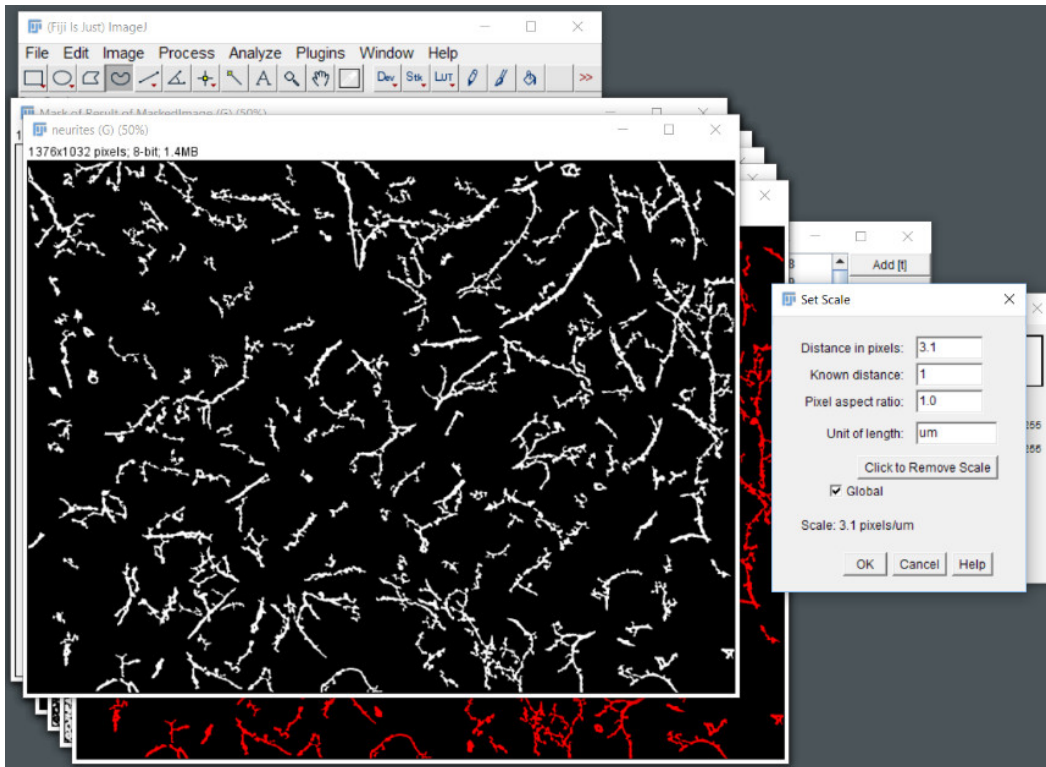 (Fiji Is Just) ImageJ
File Edit Image Process Analyze Plugins Window Help
Dev Stk LUT >>
Mask of Result of MarkedImage (G) (50%)
neurites (G) (50%)
1376x1032 pixels; 8-bit; 1.4MB
Add [t]
Set Scale
Distance in pixels: 3.1
Known distance: 1
Pixel aspect ratio: 1.0
Unit of length: um
Click to Remove Scale
Global
Scale: 3.1 pixels/um
OK Cancel Help